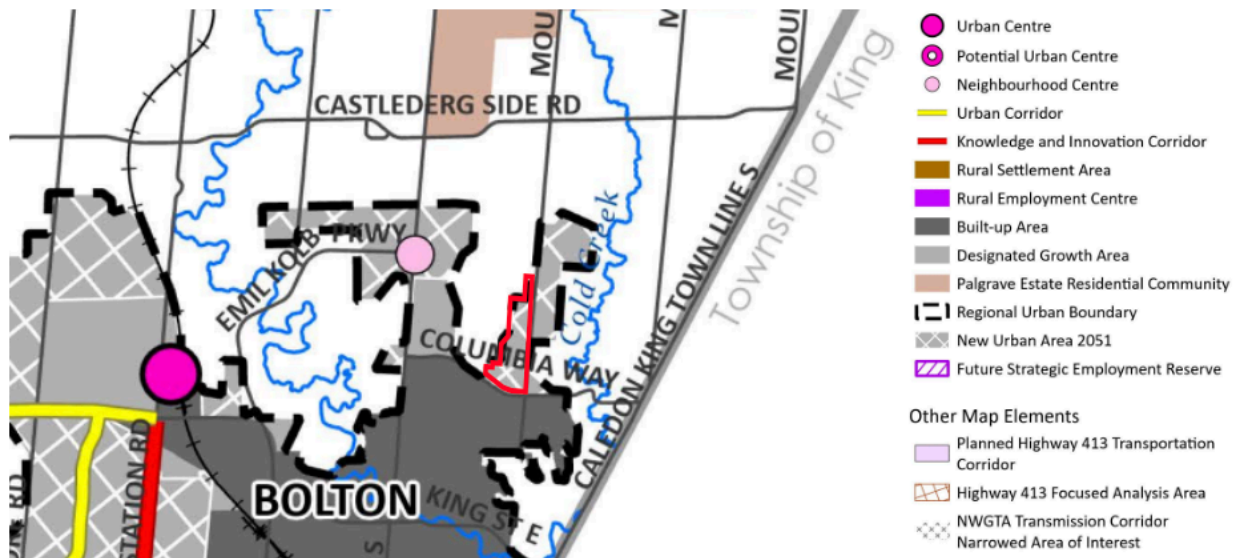 MOU
M
MOU
CASTLEDERG SIDE RD
Township of King
CALEDON KING TOWN LINE S
Cold Creek
EMIL KOLB PKWY
COLUMBIA WAY
STATION RD
RD
BOLTON
KING ST E
S
Urban Centre
Potential Urban Centre
Neighbourhood Centre
Urban Corridor
Knowledge and Innovation Corridor
Rural Settlement Area
Rural Employment Centre
Built-up Area
Designated Growth Area
Palgrave Estate Residential Community
Regional Urban Boundary
New Urban Area 2051
Future Strategic Employment Reserve
Other Map Elements
Planned Highway 413 Transportation
Corridor
Highway 413 Focused Analysis Area
NWGTA Transmission Corridor
Narrowed Area of Interest